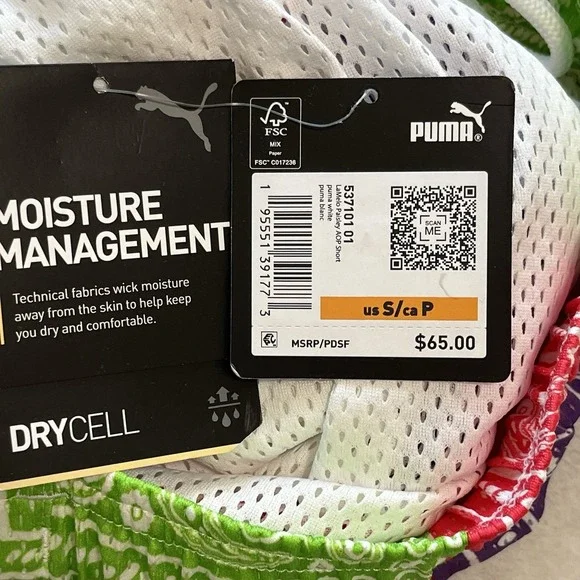 MOISTURE
MANAGEMENT
Technical fabrics wick moisture
away from the skin to help keep
you dry and comfortable.
DRYCELL
FSC
MIX
Paper
FSC™ C017236
PUMA®
537101 01
LaMelo Paisley AOP Short
puma white
puma blanc
1 95551 39177 3
SCAN
ME
US S/CA P
MSRP/PDSF
$65.00